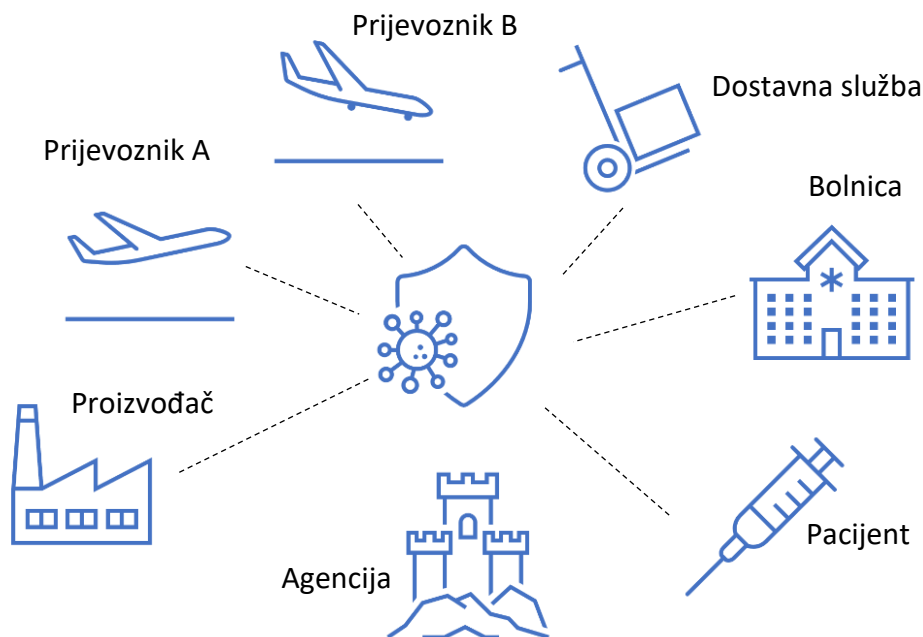 Prijevoznik B
Dostavna služba
Prijevoznik A
Bolnica
Proizvođač
Pacijent
Agencija